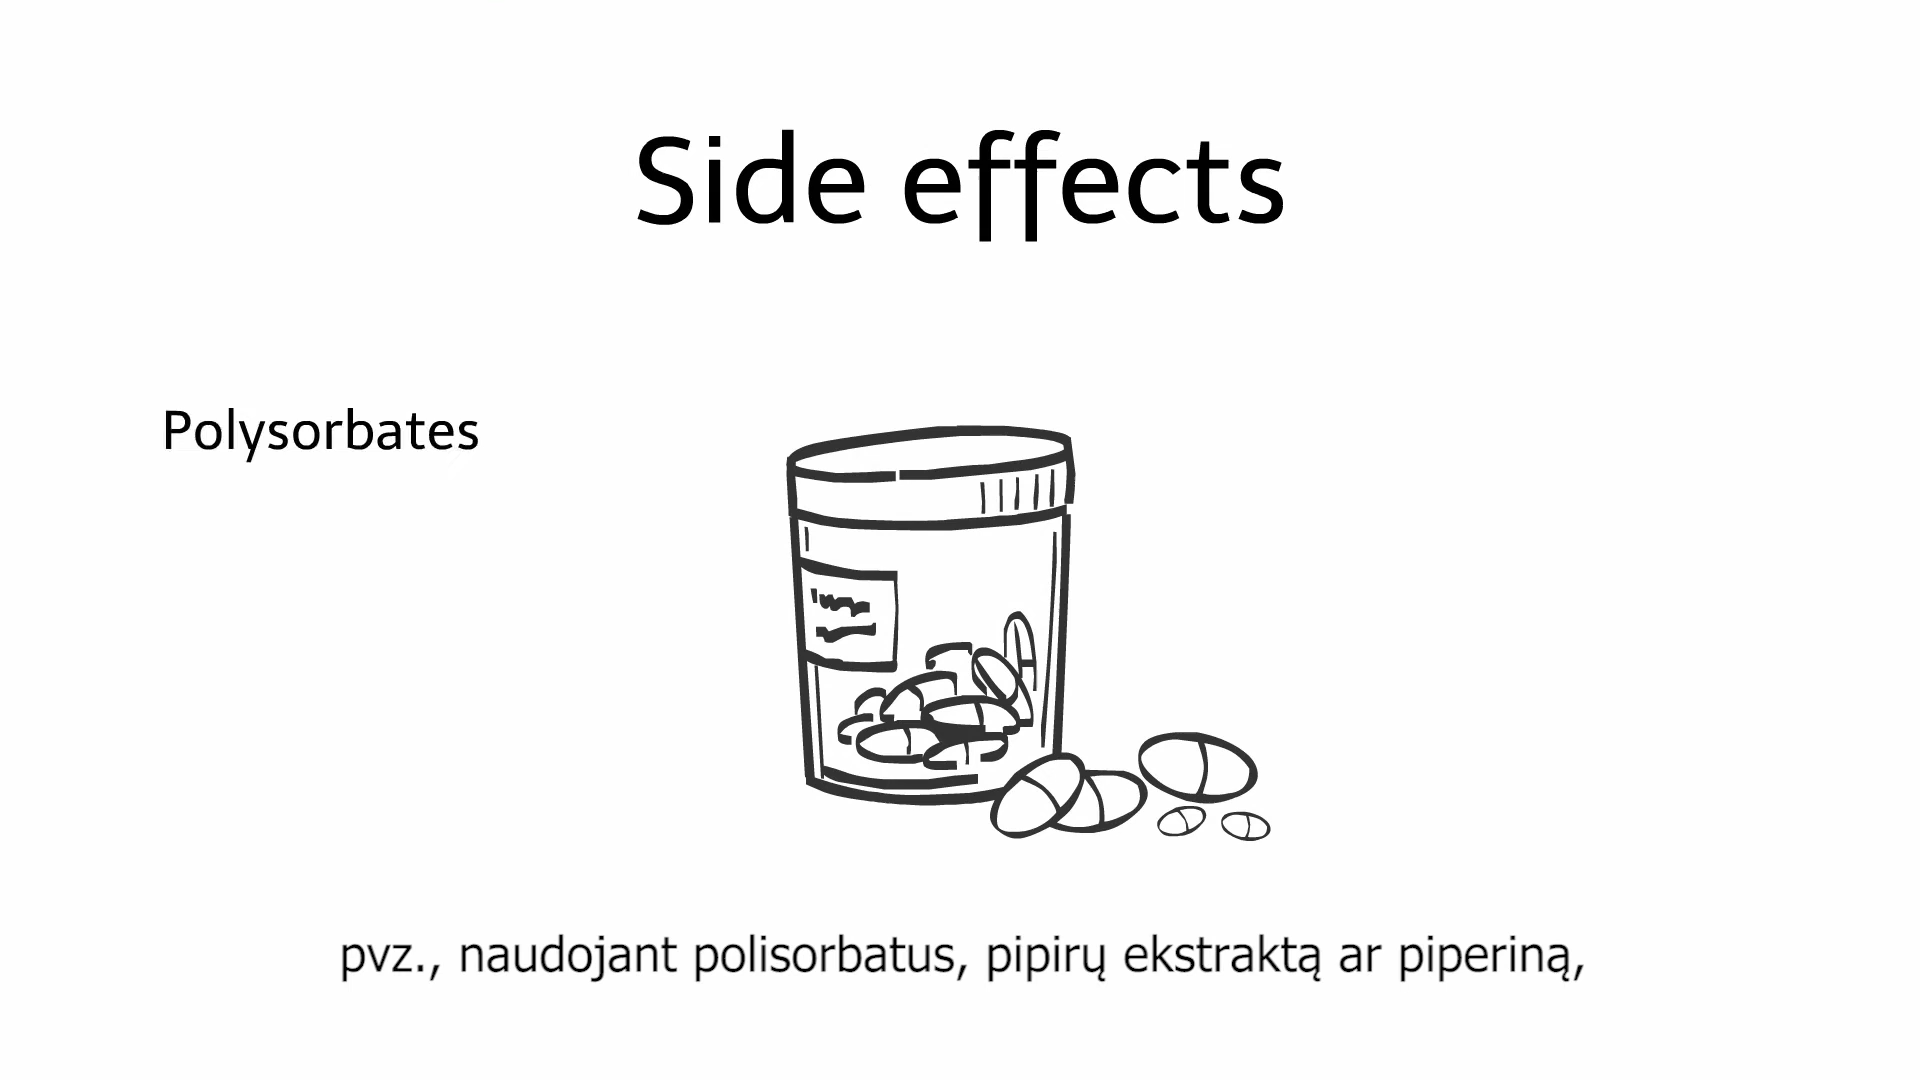 Side effects
Polysorbates
pvz., naudojant polisorbatus, pipirų ekstraktą ar piperiną,